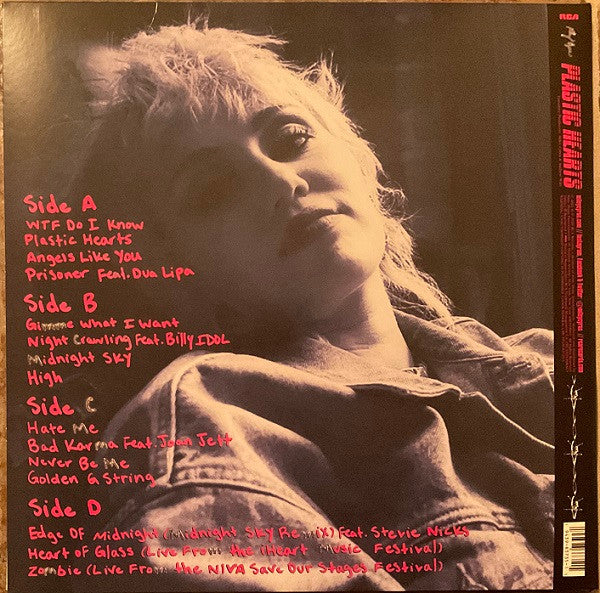 Side A
WTF Do I Know
Plastic Hearts
Angels Like You
Prisoner Feat. Dua Lipa
Side B
Gimme What I Want
Night Crawling Feat. Billy IDOL
Midnight SKY
High
Side C
Hate Me
Bad Karma Feat. Joan Jett
Never Be Me
Golden G String
Side D
Edge Of Midnight (Midnight SKY RemiX) Feat. Stevie Nicks
Heart of Glass (Live From the iHeart Music Festival)
Zombie (Live From the NIVA Save Our Stages Festival)
RCA
PLASTIC HEARTS